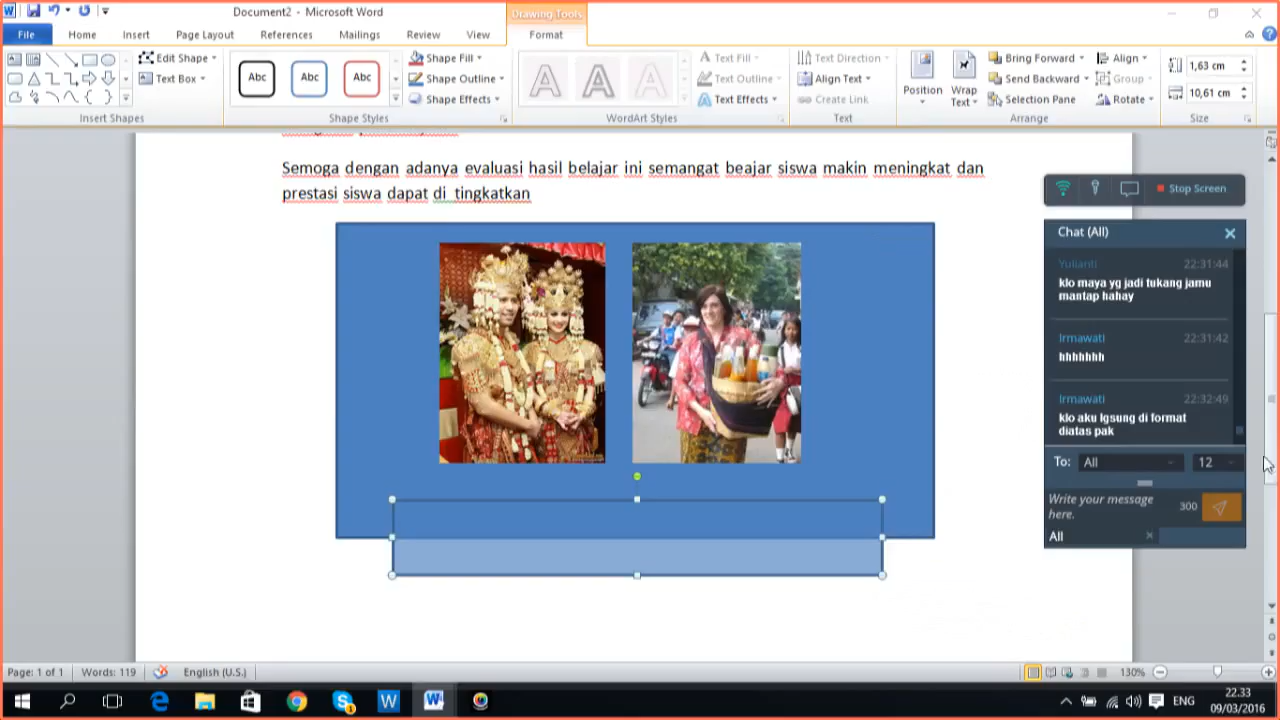 Document2 - Microsoft Word
Drawing Tools
File Home Insert Page Layout References Mailings Review View Format
Edit Shape
Text Box
Insert Shapes
Abc Abc Abc
Shape Fill
Shape Outline
Shape Effects
Shape Styles
Text Fill
Text Outline
Text Effects
WordArt Styles
Text Direction
Align Text
Create Link
Text
Position
Wrap
Text
Bring Forward
Send Backward
Selection Pane
Align
Group
Rotate
Arrange
1,63 cm
10,61 cm
Size
Semoga dengan adanya evaluasi hasil belajar ini semangat beajar siswa makin meningkat dan
prestasi siswa dapat di tingkatkan
Stop Screen
Chat (All)
Yulianti 22:31:44
klo maya yg jadi tukang jamu
mantap hahay
Irmawati 22:31:42
hhhhhhh
Irmawati 22:32:49
klo aku lgsung di format
diatas pak
To: All 12
Write your message
here.
300
All
Page: 1 of 1 Words: 119 English (U.S.) 130%
ENG
22.33
09/03/2016